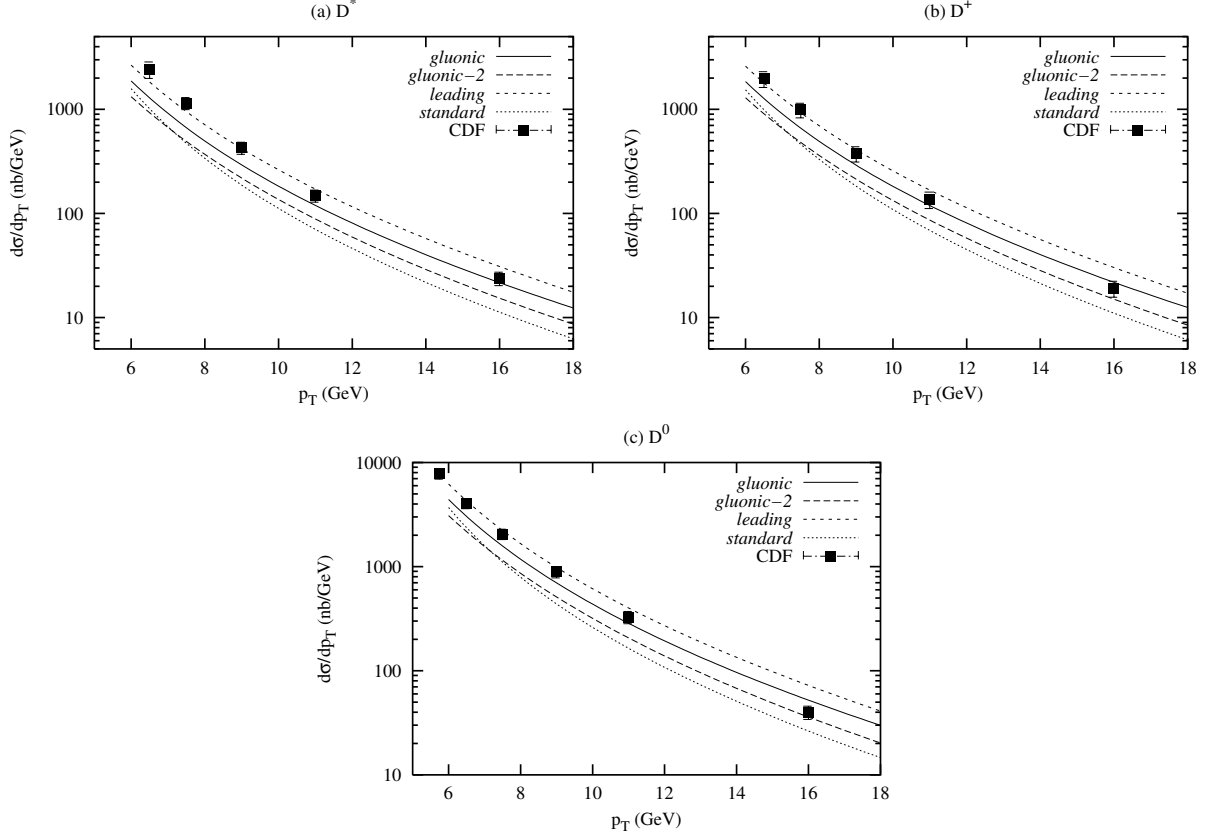 (a) D*
dσ/dp_T (nb/GeV)
1000
100
10
gluonic
gluonic−2
leading
standard
CDF
6 8 10 12 14 16 18
p_T (GeV)
(b) D⁺
dσ/dp_T (nb/GeV)
1000
100
10
gluonic
gluonic−2
leading
standard
CDF
6 8 10 12 14 16 18
p_T (GeV)
(c) D⁰
dσ/dp_T (nb/GeV)
10000
1000
100
10
gluonic
gluonic−2
leading
standard
CDF
6 8 10 12 14 16 18
p_T (GeV)